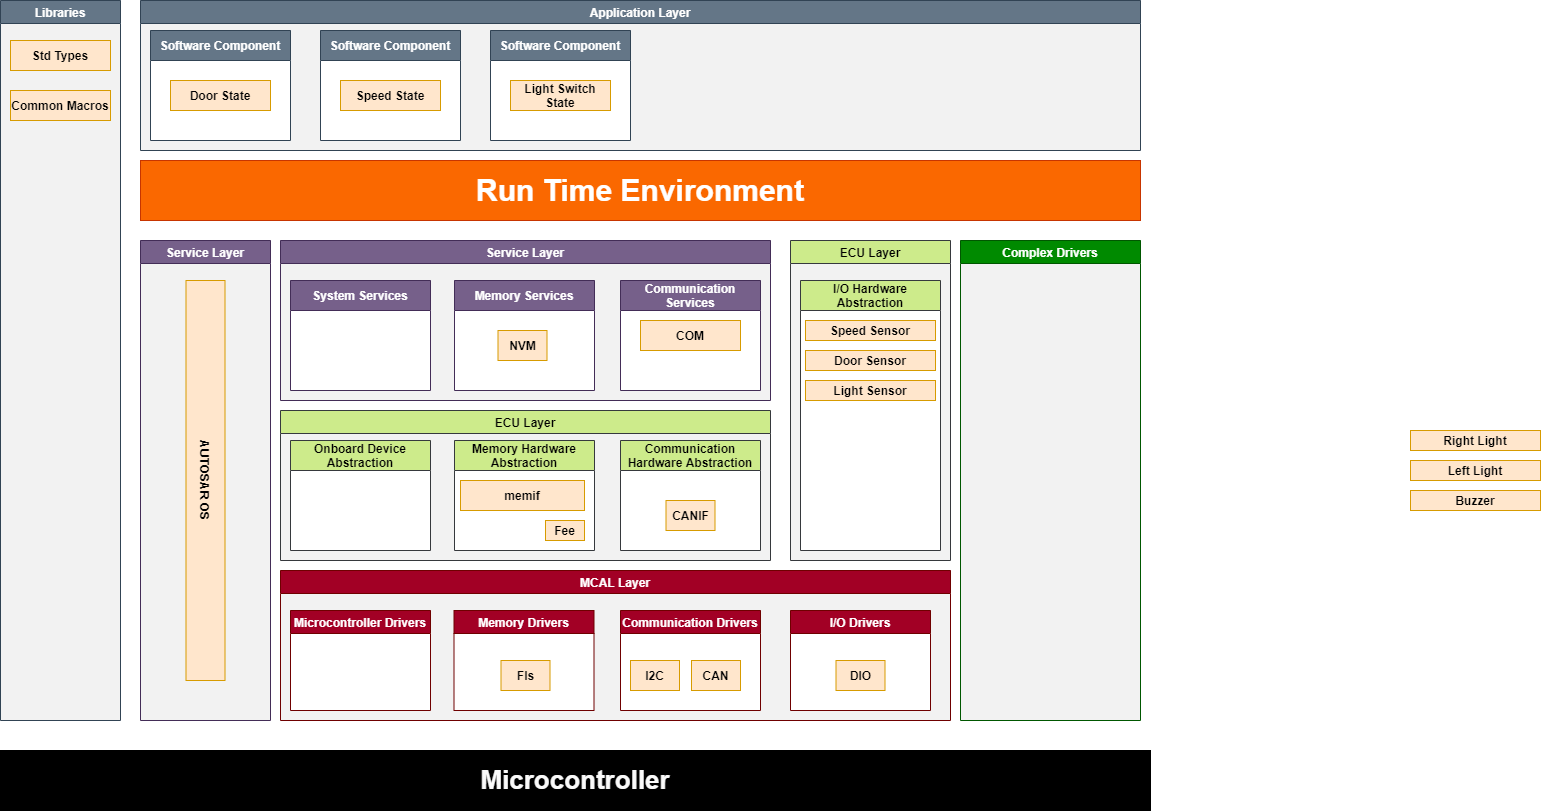 Libraries
Std Types
Common Macros
Application Layer
Software Component
Door State
Software Component
Speed State
Software Component
Light Switch
State
Run Time Environment
Service Layer
AUTOSAR OS
Service Layer
System Services
Memory Services
NVM
Communication
Services
COM
ECU Layer
Onboard Device
Abstraction
Memory Hardware
Abstraction
memif
Fee
Communication
Hardware Abstraction
CANIF
ECU Layer
I/O Hardware
Abstraction
Speed Sensor
Door Sensor
Light Sensor
Complex Drivers
MCAL Layer
Microcontroller Drivers
Memory Drivers
Fls
Communication Drivers
I2C
CAN
I/O Drivers
DIO
Right Light
Left Light
Buzzer
Microcontroller